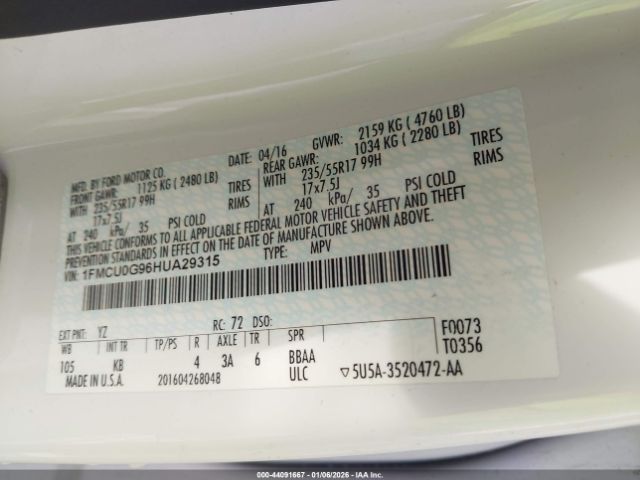 MFD. BY FORD MOTOR CO.
DATE: 04/16 GVWR: 2159 KG ( 4760 LB)
FRONT GAWR: 1125 KG ( 2480 LB)
REAR GAWR: 1034 KG ( 2280 LB)
WITH 235/55R17 99H TIRES
WITH 235/55R17 99H TIRES
17x7.5J RIMS
17x7.5J RIMS
AT 240 kPa/ 35 PSI COLD
AT 240 kPa/ 35 PSI COLD
THIS VEHICLE CONFORMS TO ALL APPLICABLE FEDERAL MOTOR VEHICLE SAFETY AND THEFT
PREVENTION STANDARDS IN EFFECT ON THE DATE OF MANUFACTURE SHOWN ABOVE.
VIN: 1FMCU0G96HUA29315 TYPE: MPV
EXT PNT: YZ RC: 72 DSO: F0073
WB INT TR TP/PS R AXLE TR SPR T0356
105 KB 4 3A 6 BBAA
MADE IN U.S.A. 201604268048 ULC ▽5U5A-3520472-AA
000-44091667 - 01/06/2026 - IAAI.CA